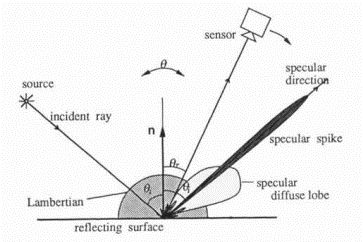 sensor
specular
direction
θ
source
incident ray
n
θr
specular spike
θi
θi
Lambertian
specular
diffuse lobe
reflecting surface